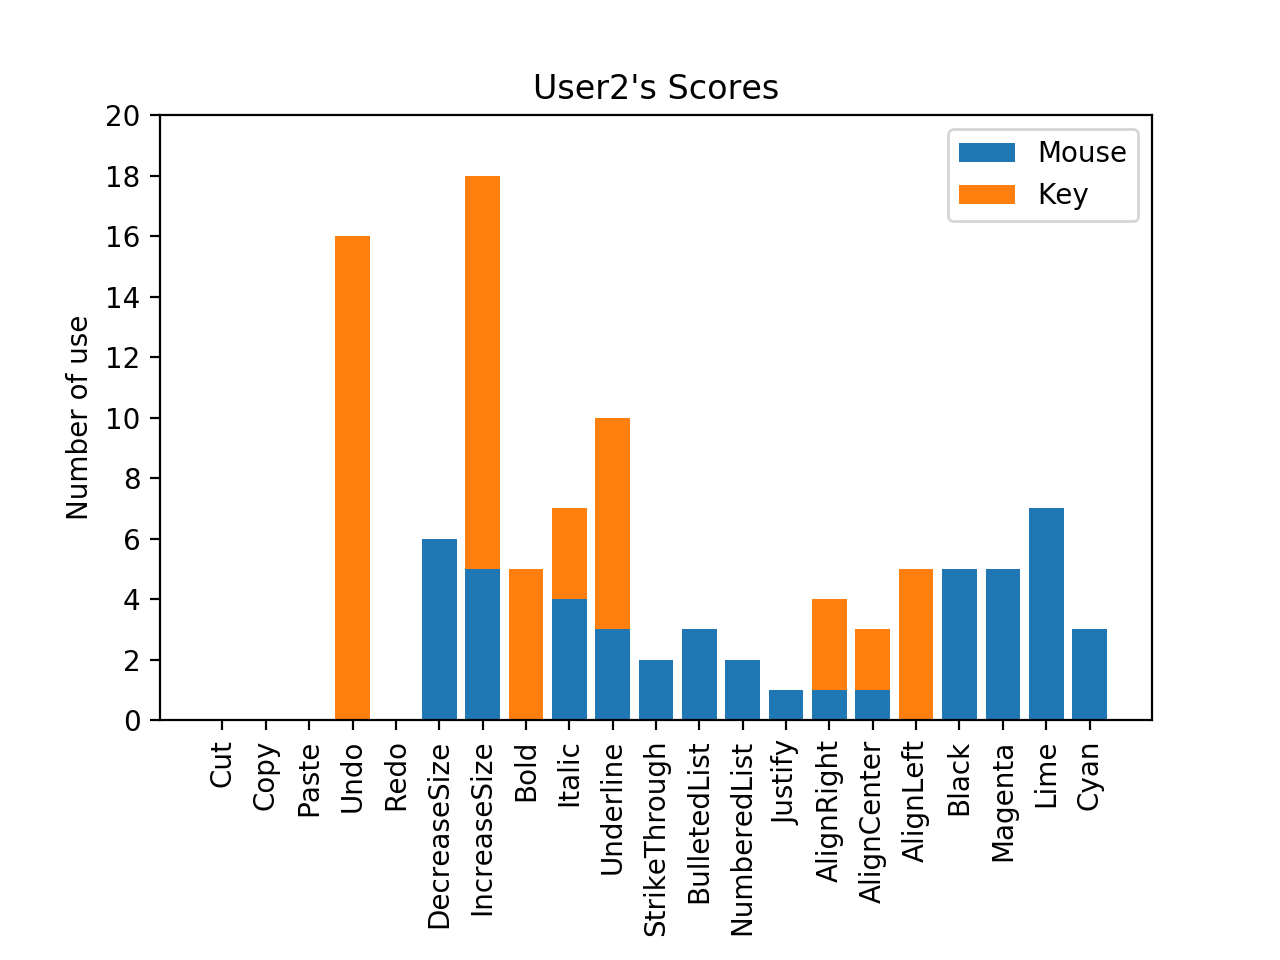 User2's Scores
Mouse
Key
Number of use
20
18
16
14
12
10
8
6
4
2
0
Cut
Copy
Paste
Undo
Redo
DecreaseSize
IncreaseSize
Bold
Italic
Underline
StrikeThrough
BulletedList
NumberedList
Justify
AlignRight
AlignCenter
AlignLeft
Black
Magenta
Lime
Cyan